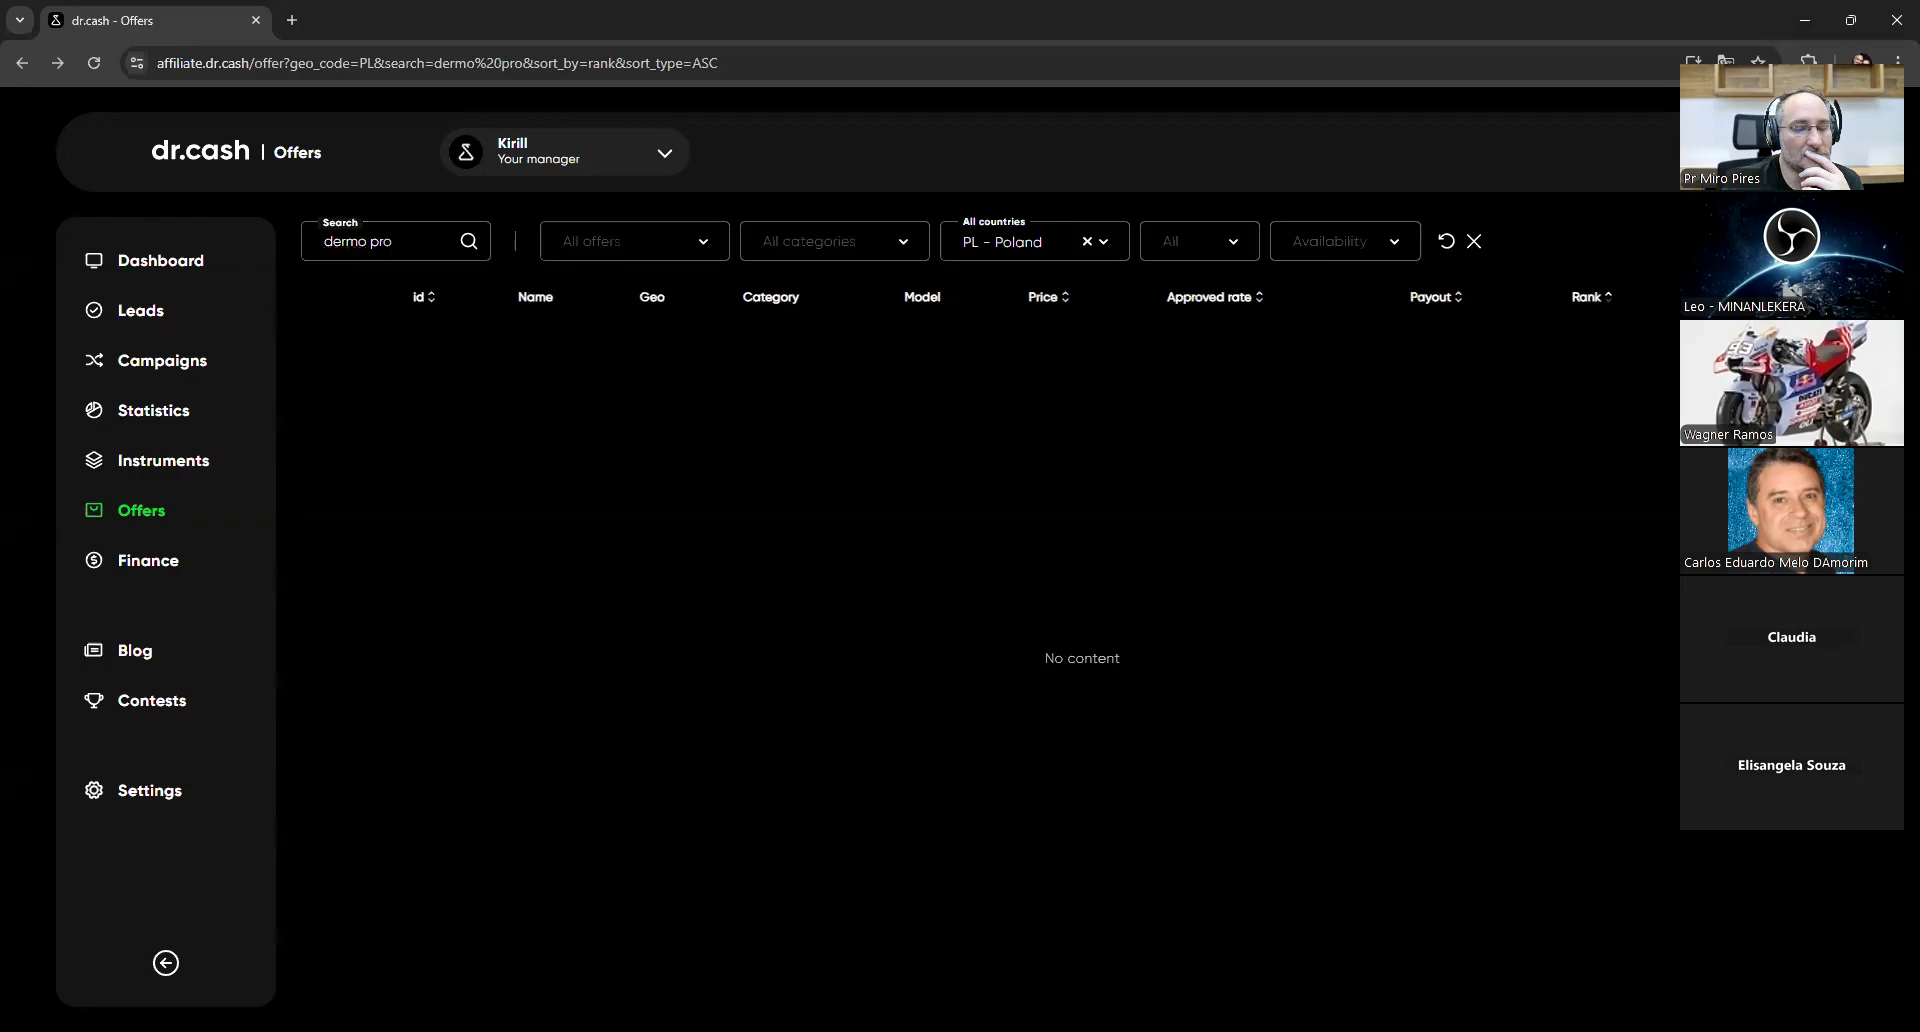 dr.cash - Offers
affiliate.dr.cash/offer?geo_code=PL&search=dermo%20pro&sort_by=rank&sort_type=ASC
dr.cash | Offers
Kirill
Your manager
Pr Miro Pires
Search
dermo pro
All offers
All categories
All countries
PL - Poland
All
Availability
id
Name
Geo
Category
Model
Price
Approved rate
Payout
Rank
Dashboard
Leads
Campaigns
Statistics
Instruments
Offers
Finance
Blog
Contests
Settings
No content
Leo - MINANLEKERA
93
DUCATI
Wagner Ramos
Carlos Eduardo Melo DAmorim
Claudia
Elisangela Souza